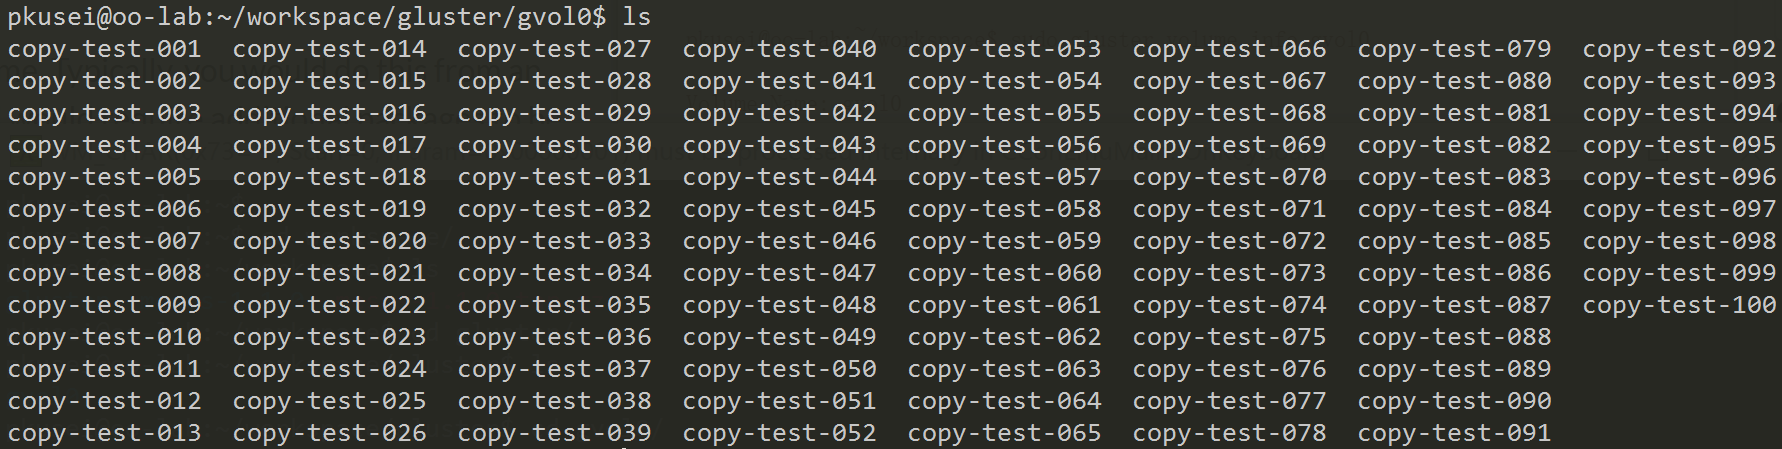 pkusei@oo-lab:~/workspace/gluster/gvol0$ ls
copy-test-001  copy-test-014  copy-test-027  copy-test-040  copy-test-053  copy-test-066  copy-test-079  copy-test-092
copy-test-002  copy-test-015  copy-test-028  copy-test-041  copy-test-054  copy-test-067  copy-test-080  copy-test-093
copy-test-003  copy-test-016  copy-test-029  copy-test-042  copy-test-055  copy-test-068  copy-test-081  copy-test-094
copy-test-004  copy-test-017  copy-test-030  copy-test-043  copy-test-056  copy-test-069  copy-test-082  copy-test-095
copy-test-005  copy-test-018  copy-test-031  copy-test-044  copy-test-057  copy-test-070  copy-test-083  copy-test-096
copy-test-006  copy-test-019  copy-test-032  copy-test-045  copy-test-058  copy-test-071  copy-test-084  copy-test-097
copy-test-007  copy-test-020  copy-test-033  copy-test-046  copy-test-059  copy-test-072  copy-test-085  copy-test-098
copy-test-008  copy-test-021  copy-test-034  copy-test-047  copy-test-060  copy-test-073  copy-test-086  copy-test-099
copy-test-009  copy-test-022  copy-test-035  copy-test-048  copy-test-061  copy-test-074  copy-test-087  copy-test-100
copy-test-010  copy-test-023  copy-test-036  copy-test-049  copy-test-062  copy-test-075  copy-test-088
copy-test-011  copy-test-024  copy-test-037  copy-test-050  copy-test-063  copy-test-076  copy-test-089
copy-test-012  copy-test-025  copy-test-038  copy-test-051  copy-test-064  copy-test-077  copy-test-090
copy-test-013  copy-test-026  copy-test-039  copy-test-052  copy-test-065  copy-test-078  copy-test-091